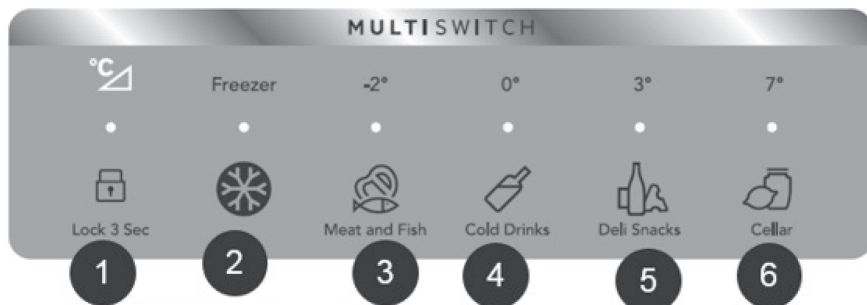 MULTISWITCH
°C Freezer -2° 0° 3° 7°
Lock 3 Sec Meat and Fish Cold Drinks Deli Snacks Cellar
1 2 3 4 5 6